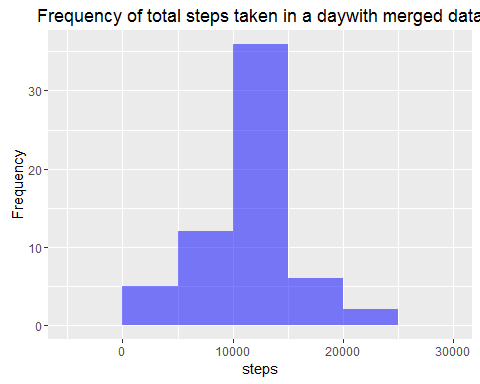 Frequency of total steps taken in a daywith merged data
Frequency
30
20
10
0
0 10000 20000 30000
steps